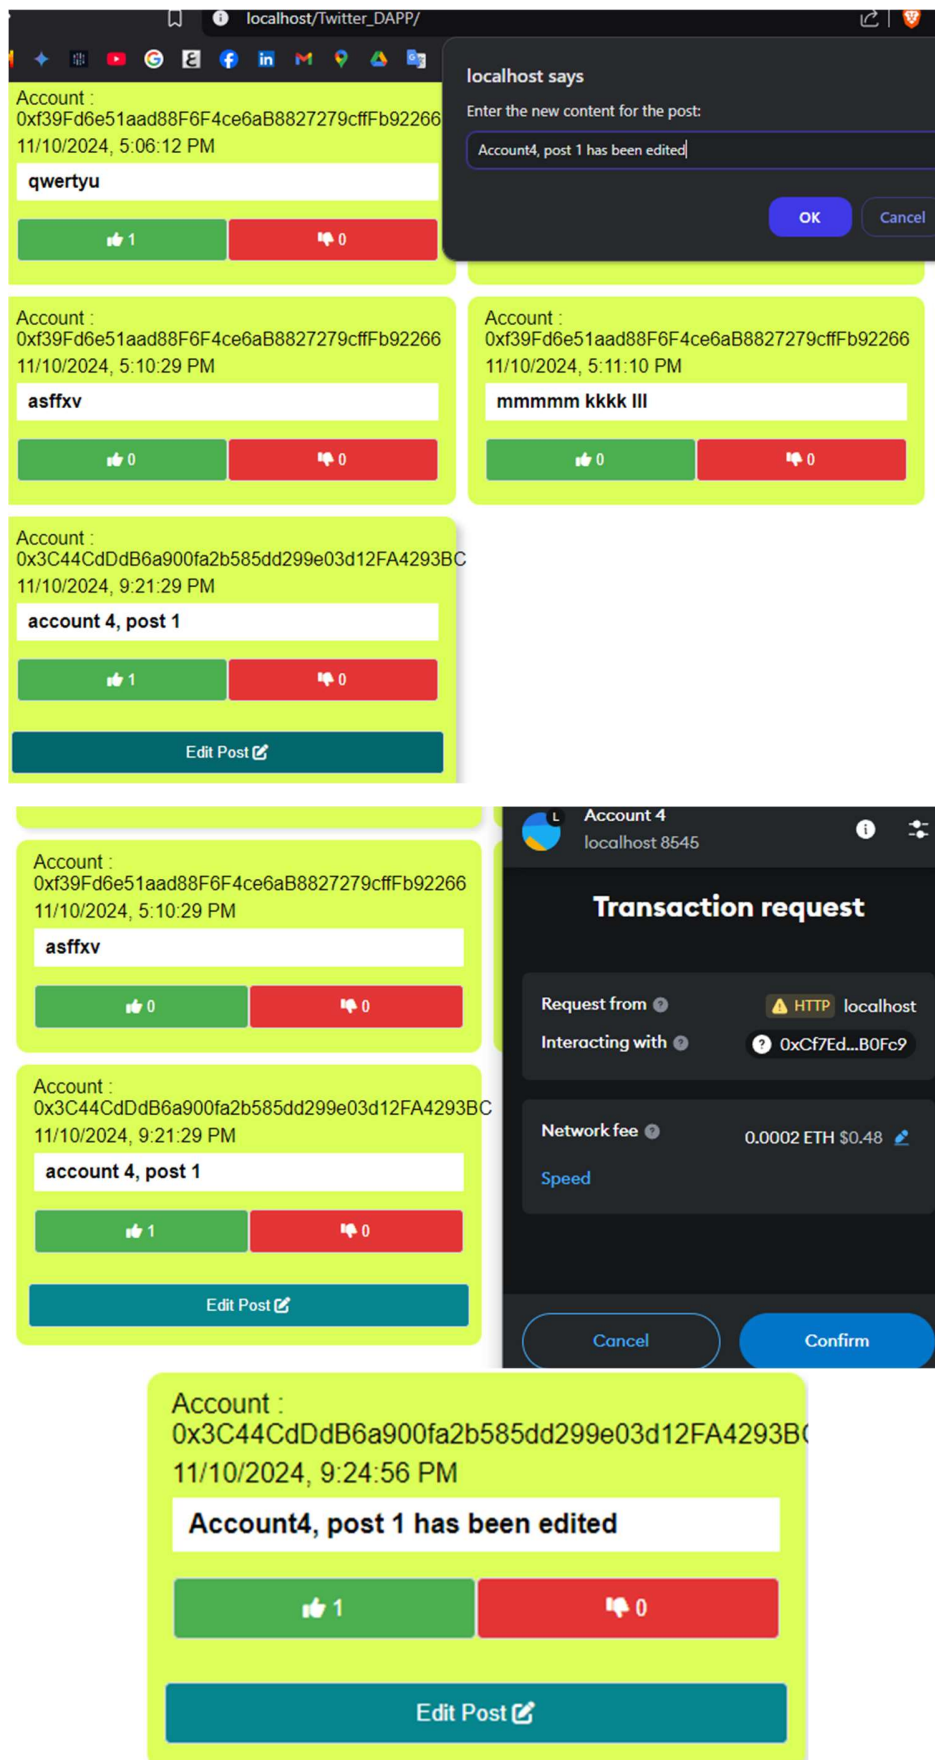 localhost/Twitter_DAPP/
localhost says
Enter the new content for the post:
Account4, post 1 has been edited
OK
Cancel
Account :
0xf39Fd6e51aad88F6F4ce6aB8827279cffFb92266
11/10/2024, 5:06:12 PM
qwertyu
1
0
Account :
0xf39Fd6e51aad88F6F4ce6aB8827279cffFb92266
11/10/2024, 5:10:29 PM
asffxv
0
0
Account :
0xf39Fd6e51aad88F6F4ce6aB8827279cffFb92266
11/10/2024, 5:11:10 PM
mmmmm kkkk lll
0
0
Account :
0x3C44CdDdB6a900fa2b585dd299e03d12FA4293BC
11/10/2024, 9:21:29 PM
account 4, post 1
1
0
Edit Post
Account :
0xf39Fd6e51aad88F6F4ce6aB8827279cffFb92266
11/10/2024, 5:10:29 PM
asffxv
0
0
Account :
0x3C44CdDdB6a900fa2b585dd299e03d12FA4293BC
11/10/2024, 9:21:29 PM
account 4, post 1
1
0
Edit Post
L
Account 4
localhost 8545
Transaction request
Request from
HTTP localhost
Interacting with
0xCf7Ed...B0Fc9
Network fee
0.0002 ETH $0.48
Speed
Cancel
Confirm
Account :
0x3C44CdDdB6a900fa2b585dd299e03d12FA4293B
11/10/2024, 9:24:56 PM
Account4, post 1 has been edited
1
0
Edit Post